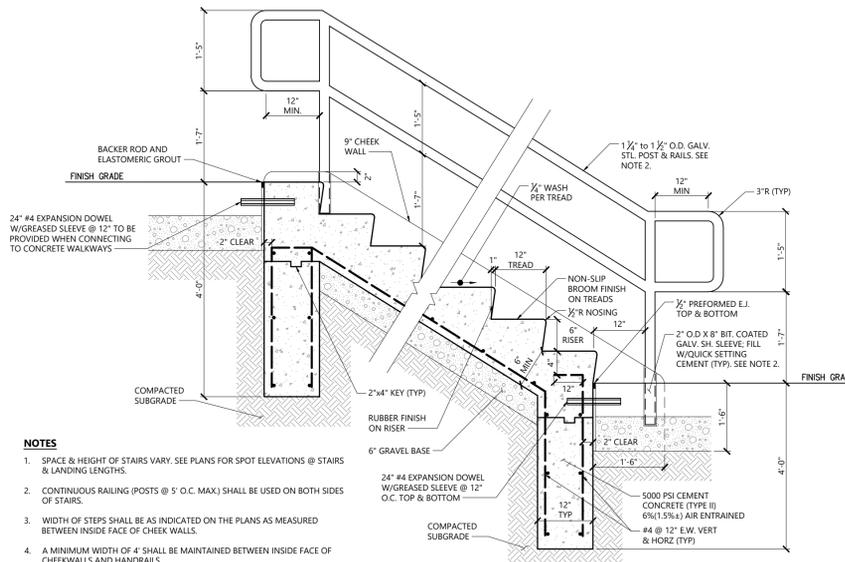 1'-5"
12"
MIN.
1'-7"
BACKER ROD AND
ELASTOMERIC GROUT
FINISH GRADE
9" CHEEK
WALL
2"
1'-5"
1'-7"
1 ¼" to 1 ½" O.D. GALV.
STL. POST & RAILS. SEE
NOTE 2.
¼" WASH
PER TREAD
12"
MIN
3"R (TYP)
1'-5"
24" #4 EXPANSION DOWEL
W/GREASED SLEEVE @ 12" TO BE
PROVIDED WHEN CONNECTING
TO CONCRETE WALKWAYS
2" CLEAR
4'-0"
1"
12"
TREAD
NON-SLIP
BROOM FINISH
ON TREADS
½"R NOSING
6"
RISER
12"
½" PREFORMED E.J.
TOP & BOTTOM
1'-7"
2" O.D X 8" BIT. COATED
GALV. SH. SLEEVE; FILL
W/QUICK SETTING
CEMENT (TYP). SEE NOTE 2.
FINISH GRA
6"
MIN
4"
12"
COMPACTED
SUBGRADE
2"x4" KEY (TYP)
RUBBER FINISH
ON RISER
6" GRAVEL BASE
1'-6"
2" CLEAR
1'-6"
4'-0"
24" #4 EXPANSION DOWEL
W/GREASED SLEEVE @ 12"
O.C. TOP & BOTTOM
12"
TYP
5000 PSI CEMENT
CONCRETE (TYPE II)
6%(1.5%±) AIR ENTRAINED
COMPACTED
SUBGRADE
#4 @ 12" E.W. VERT
& HORZ (TYP)
NOTES
1. SPACE & HEIGHT OF STAIRS VARY. SEE PLANS FOR SPOT ELEVATIONS @ STAIRS
& LANDING LENGTHS.
2. CONTINUOUS RAILING (POSTS @ 5' O.C. MAX.) SHALL BE USED ON BOTH SIDES
OF STAIRS.
3. WIDTH OF STEPS SHALL BE AS INDICATED ON THE PLANS AS MEASURED
BETWEEN INSIDE FACE OF CHEEK WALLS.
4. A MINIMUM WIDTH OF 4' SHALL BE MAINTAINED BETWEEN INSIDE FACE OF
CHEEKWALLS AND HANDRAILS.